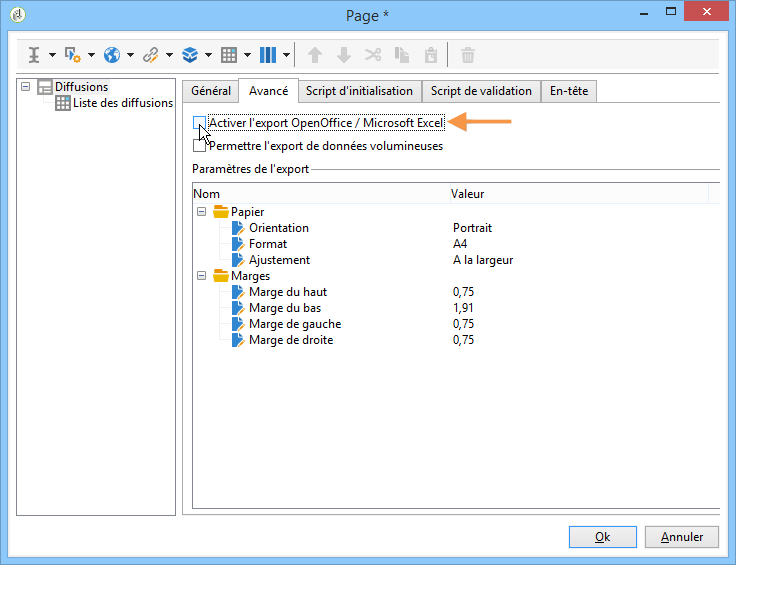 Page *
Diffusions
Liste des diffusions
Général Avancé Script d'initialisation Script de validation En-tête
Activer l'export OpenOffice / Microsoft Excel
Permettre l'export de données volumineuses
Paramètres de l'export
Nom Valeur
Papier
Orientation Portrait
Format A4
Ajustement A la largeur
Marges
Marge du haut 0,75
Marge du bas 1,91
Marge de gauche 0,75
Marge de droite 0,75
Ok Annuler